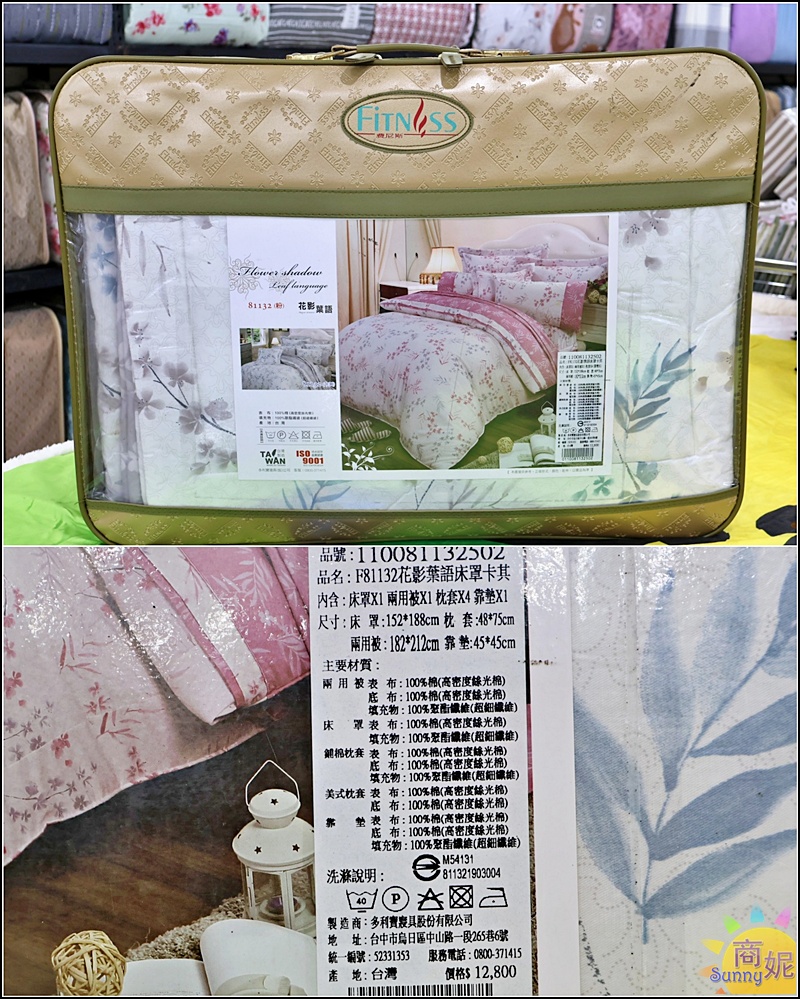 FiTNESS
賽尼斯
Flower shadow
Leaf language
81132(粉) 花影葉語
TAIWAN
ISO 9001
110081132502
品號:110081132502
品名:F81132花影葉語床罩卡其
內含:床罩X1 兩用被X1 枕套X4 靠墊X1
尺寸:床 罩:152*188cm 枕 套:48*75cm
兩用被:182*212cm 靠 墊:45*45cm
主要材質:
兩用被 表 布:100%棉(高密度絲光棉)
底 布:100%棉(高密度絲光棉)
填充物:100%聚酯纖維(超細纖維)
床 罩 表 布:100%棉(高密度絲光棉)
填充物:100%聚酯纖維(超細纖維)
鋪棉枕套 表 布:100%棉(高密度絲光棉)
底 布:100%棉(高密度絲光棉)
填充物:100%聚酯纖維(超細纖維)
美式枕套 表 布:100%棉(高密度絲光棉)
底 布:100%棉(高密度絲光棉)
靠 墊 表 布:100%棉(高密度絲光棉)
底 布:100%棉(高密度絲光棉)
填充物:100%聚酯纖維(超細纖維)
洗滌說明:
M54131
811321903004
40 P
製造商:多利寶寢具股份有限公司
地 址:台中市烏日區中山路一段265巷6號
統一編號:52331353 服務電話:0800-371415
產 地:台灣 價格$ 12,800
商妮
Sunny